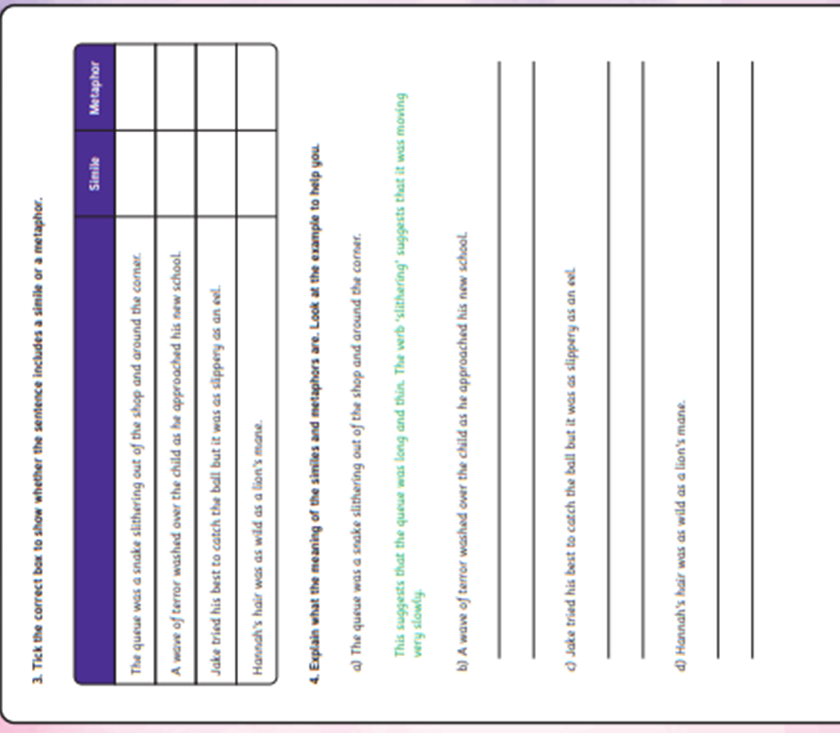 3. Tick the correct box to show whether the sentence includes a simile or a metaphor.
Simile Metaphor
The queue was a snake slithering out of the shop and around the corner.
A wave of terror washed over the child as he approached his new school.
Jake tried his best to catch the ball but it was as slippery as an eel.
Hannah's hair was as wild as a lion's mane.
4. Explain what the meaning of the similes and metaphors are. Look at the example to help you.
a) The queue was a snake slithering out of the shop and around the corner.
This suggests that the queue was long and thin. The verb 'slithering' suggests that it was moving
very slowly.
b) A wave of terror washed over the child as he approached his new school.
c) Jake tried his best to catch the ball but it was as slippery as an eel.
d) Hannah's hair was as wild as a lion's mane.